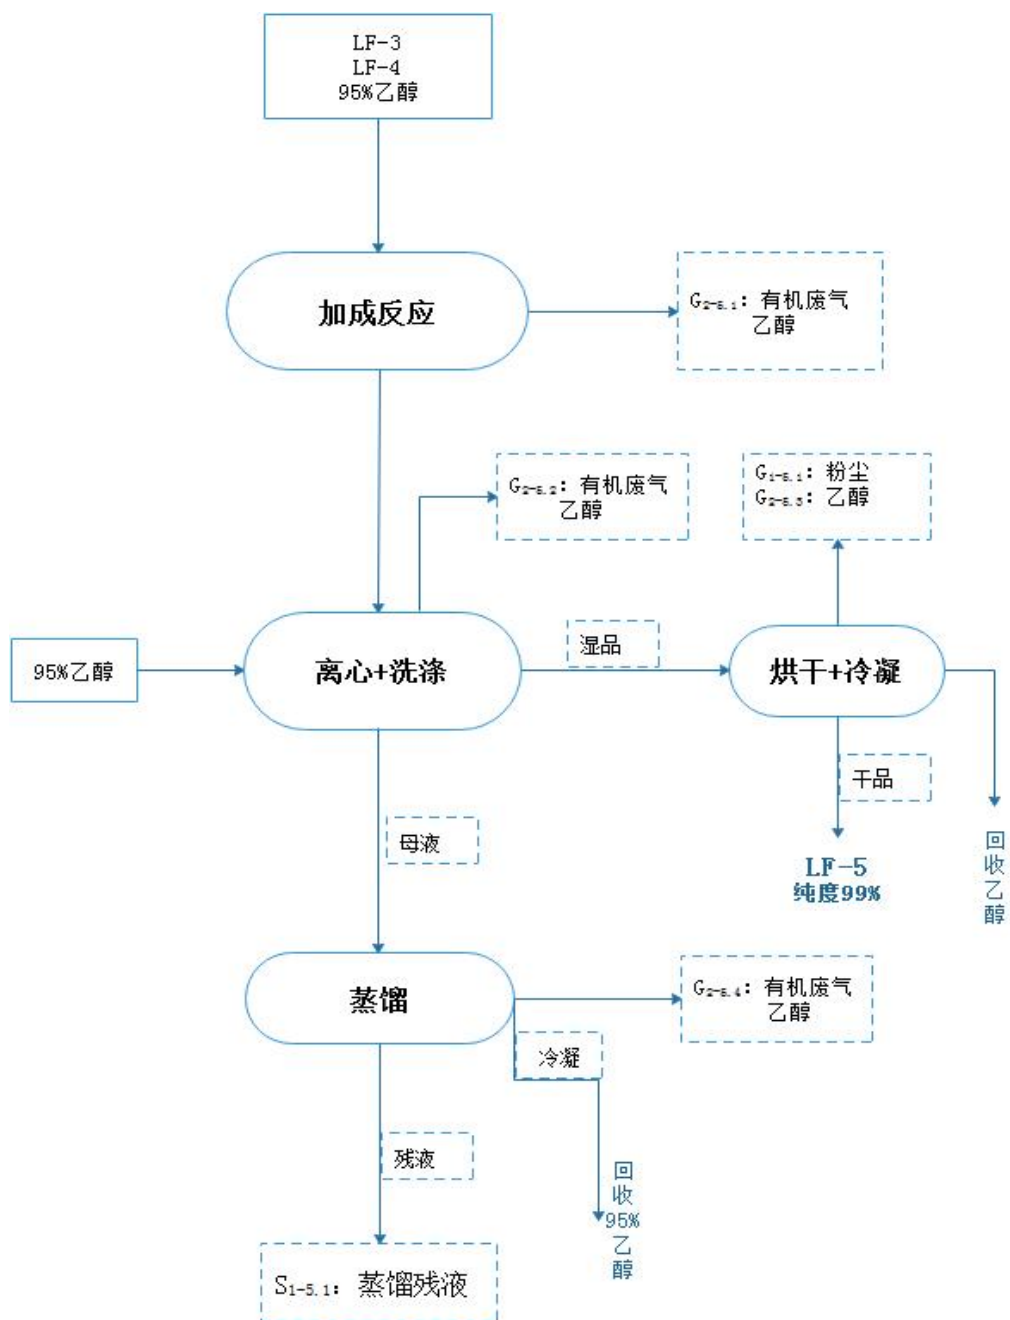 LF-3
LF-4
95%乙醇
加成反应
G₂₋₅.₁：有机废气
乙醇
G₂₋₅.₂：有机废气
乙醇
G₁₋₅.₁：粉尘
G₂₋₅.₃：乙醇
95%乙醇
离心+洗涤
湿品
烘干+冷凝
干品
LF-5
纯度99%
回收乙醇
母液
蒸馏
G₂₋₅.₄：有机废气
乙醇
冷凝
残液
回收95%乙醇
S₁₋₅.₁：蒸馏残液